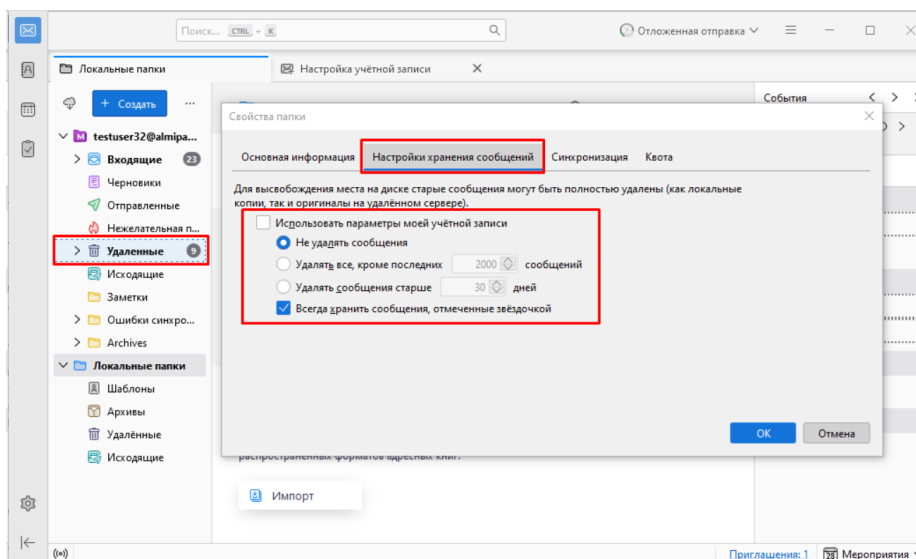 Поиск... CTRL + K
Отложенная отправка
Локальные папки
Настройка учётной записи
+ Создать ...
События
testuser32@almipa...
Входящие 23
Черновики
Отправленные
Нежелательная п...
Удаленные 9
Исходящие
Заметки
Ошибки синхро...
Archives
Локальные папки
Шаблоны
Архивы
Удалённые
Исходящие
Свойства папки
Основная информация
Настройки хранения сообщений
Синхронизация
Квота
Для высвобождения места на диске старые сообщения могут быть полностью удалены (как локальные
копии, так и оригиналы на удалённом сервере).
Использовать параметры моей учётной записи
Не удалять сообщения
Удалять все, кроме последних 2000 сообщений
Удалять сообщения старше 30 дней
Всегда хранить сообщения, отмеченные звёздочкой
ОК
Отмена
распространённых форматов адресных книг.
Импорт
Приглашения: 1
28 Мероприятия